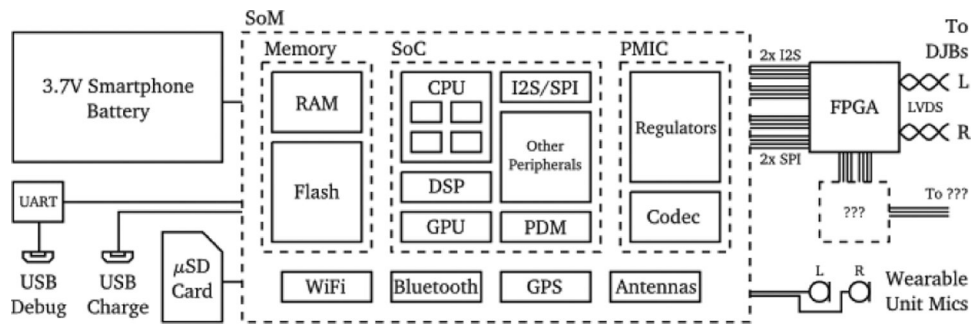 SoM
To
DJBs
Memory
SoC
PMIC
2x I2S
3.7V Smartphone
Battery
RAM
CPU
I2S/SPI
Regulators
FPGA
L
LVDS
R
Other
Peripherals
2x SPI
Flash
DSP
UART
GPU
PDM
Codec
???
To ???
USB
Debug
USB
Charge
μSD
Card
WiFi
Bluetooth
GPS
Antennas
L
R
Wearable
Unit Mics